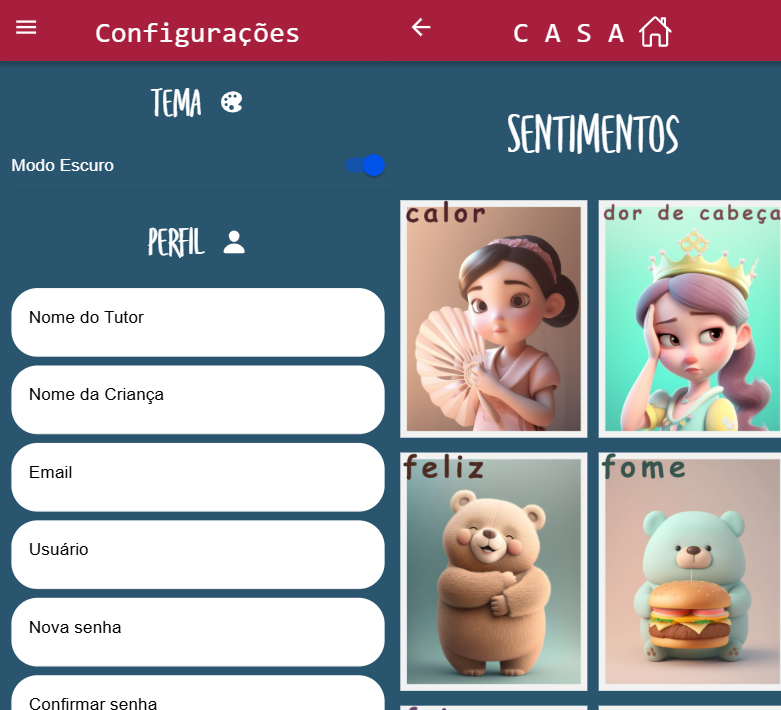 Configurações
TEMA
Modo Escuro
PERFIL
Nome do Tutor
Nome da Criança
Email
Usuário
Nova senha
Confirmar senha
C A S A
SENTIMENTOS
calor
dor de cabeça
feliz
fome